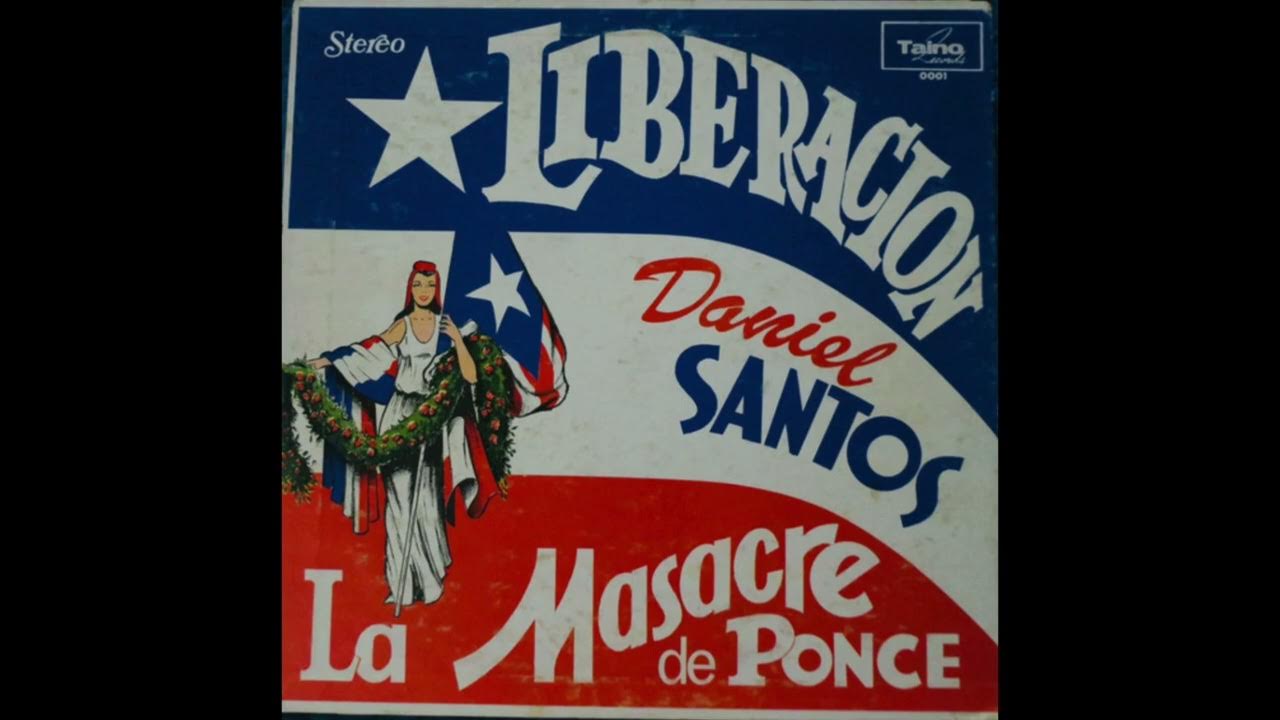 Stereo
LIBERACION
Taino
Records
0001
Daniel
SANTOS
La Masacre
de PONCE